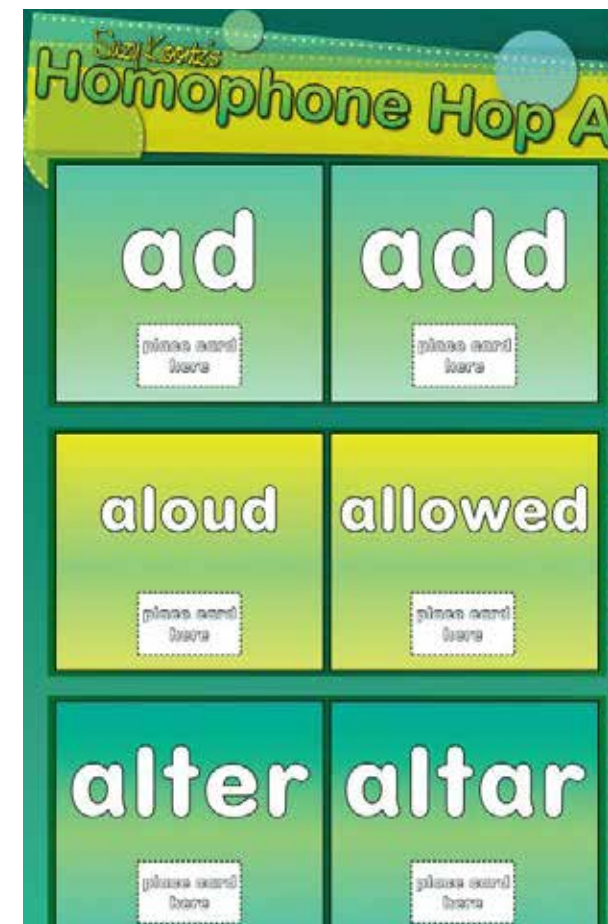 Suzy Koontz's
Homophone Hop A
ad add
place card
here
place card
here
aloud allowed
place card
here
place card
here
alter altar
place card
here
place card
here